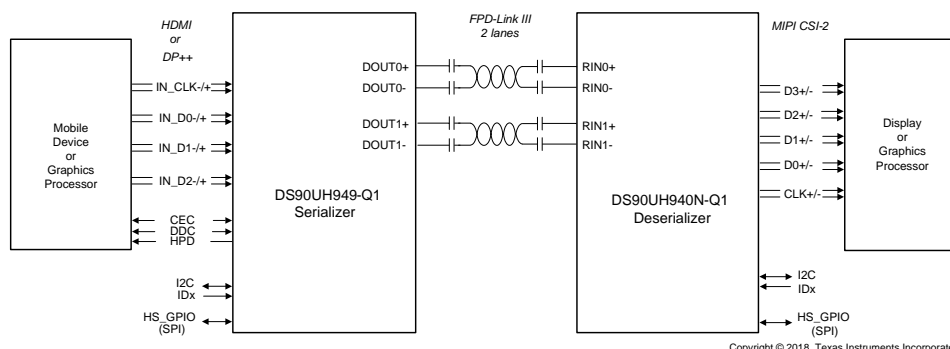 HDMI
or
DP++
FPD-Link III
2 lanes
MIPI CSI-2
Mobile
Device
or
Graphics
Processor
IN_CLK-/+
IN_D0-/+
IN_D1-/+
IN_D2-/+
CEC
DDC
HPD
I2C
IDx
HS_GPIO
(SPI)
DOUT0+
DOUT0-
DOUT1+
DOUT1-
DS90UH949-Q1
Serializer
RIN0+
RIN0-
RIN1+
RIN1-
DS90UH940N-Q1
Deserializer
D3+/-
D2+/-
D1+/-
D0+/-
CLK+/-
I2C
IDx
HS_GPIO
(SPI)
Display
or
Graphics
Processor
Copyright © 2018, Texas Instruments Incorporate